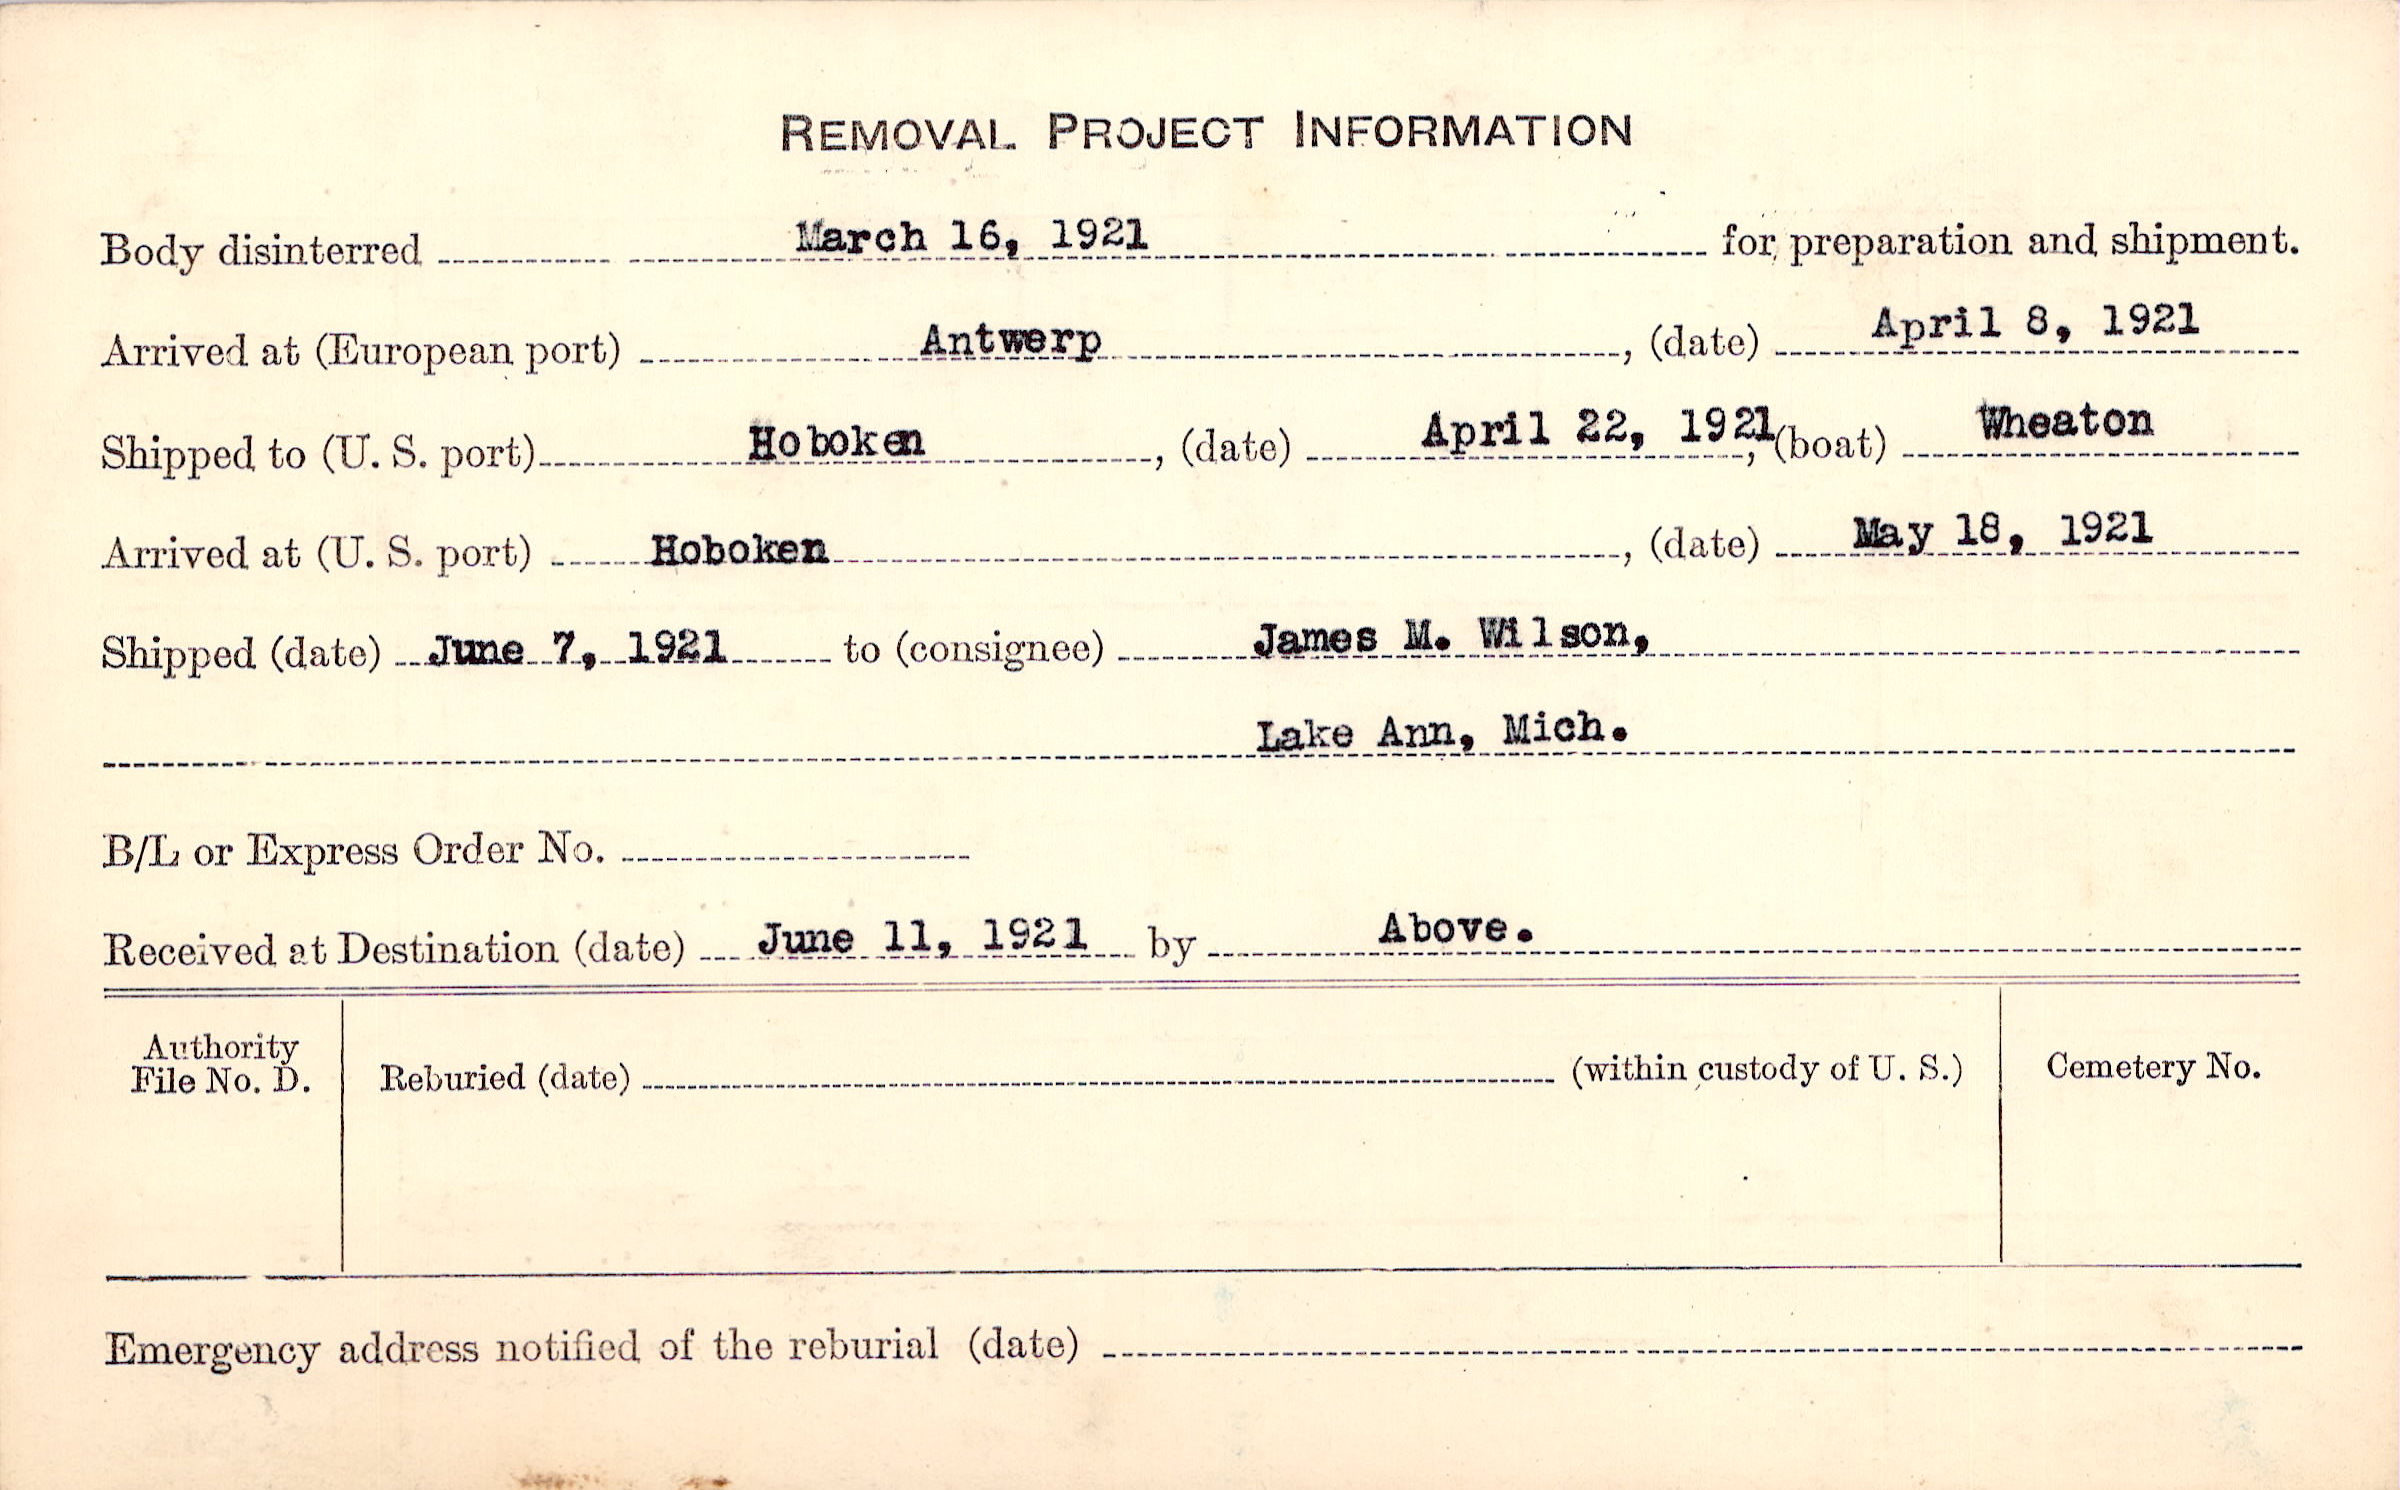 REMOVAL PROJECT INFORMATION
Body disinterred March 16, 1921 for preparation and shipment.
Arrived at (European port) Antwerp, (date) April 8, 1921
Shipped to (U. S. port) Hoboken, (date) April 22, 1921, (boat) Wheaton
Arrived at (U. S. port) Hoboken, (date) May 18, 1921
Shipped (date) June 7, 1921 to (consignee) James M. Wilson,
Lake Ann, Mich.
B/L or Express Order No.
Received at Destination (date) June 11, 1921 by Above.
Authority
File No. D.
Reburied (date) (within custody of U. S.)
Cemetery No.
Emergency address notified of the reburial (date)